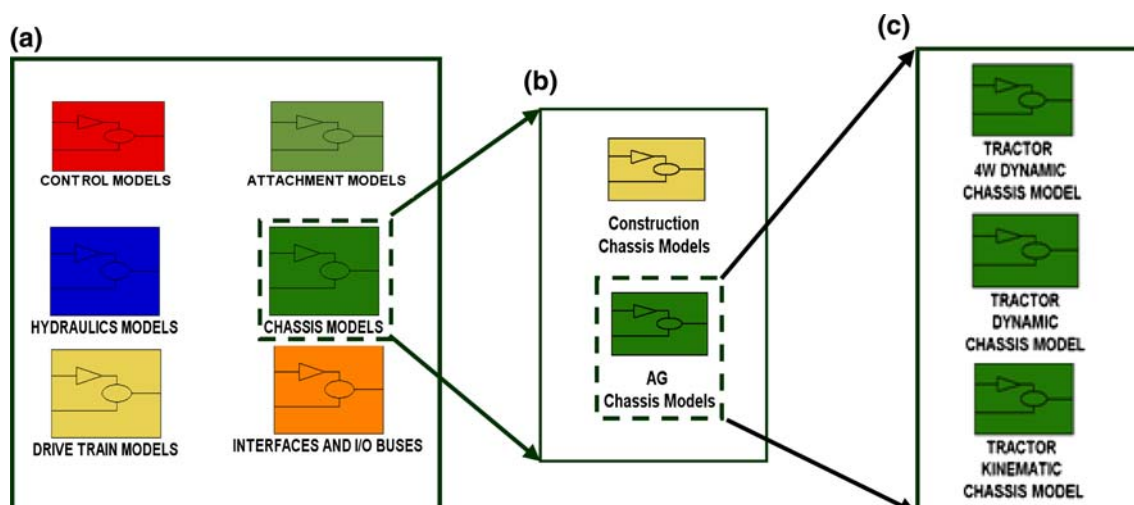 (a)
CONTROL MODELS
ATTACHMENT MODELS
HYDRAULICS MODELS
CHASSIS MODELS
DRIVE TRAIN MODELS
INTERFACES AND I/O BUSES
(b)
Construction
Chassis Models
AG
Chassis Models
(c)
TRACTOR
4W DYNAMIC
CHASSIS MODEL
TRACTOR
DYNAMIC
CHASSIS MODEL
TRACTOR
KINEMATIC
CHASSIS MODEL